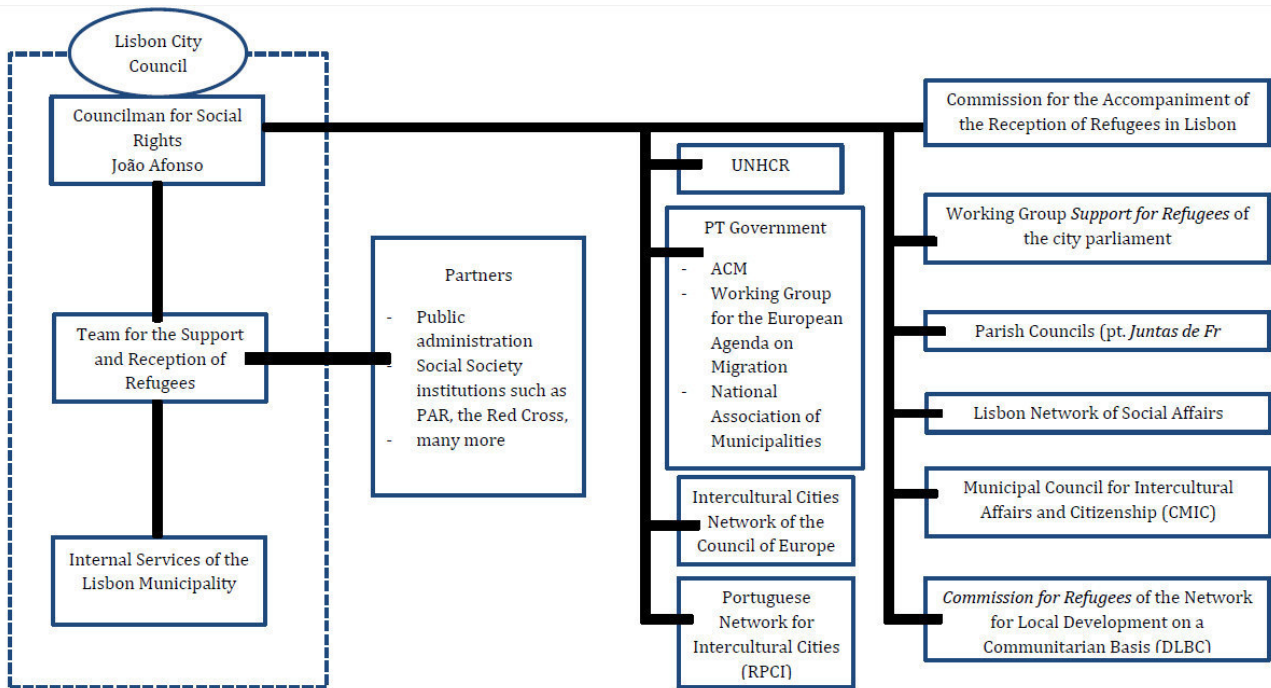 Lisbon City
Council
Councilman for Social
Rights
João Afonso
Team for the Support
and Reception of
Refugees
Internal Services of the
Lisbon Municipality
Partners
- Public
administration
- Social Society
institutions such as
PAR, the Red Cross,
- many more
UNHCR
PT Government
- ACM
- Working Group
for the European
Agenda on
Migration
- National
Association of
Municipalities
Intercultural Cities
Network of the
Council of Europe
Portuguese
Network for
Intercultural Cities
(RPCI)
Commission for the Accompaniment of
the Reception of Refugees in Lisbon
Working Group Support for Refugees of
the city parliament
Parish Councils (pt. Juntas de Fr
Lisbon Network of Social Affairs
Municipal Council for Intercultural
Affairs and Citizenship (CMIC)
Commission for Refugees of the Network
for Local Development on a
Communitarian Basis (DLBC)